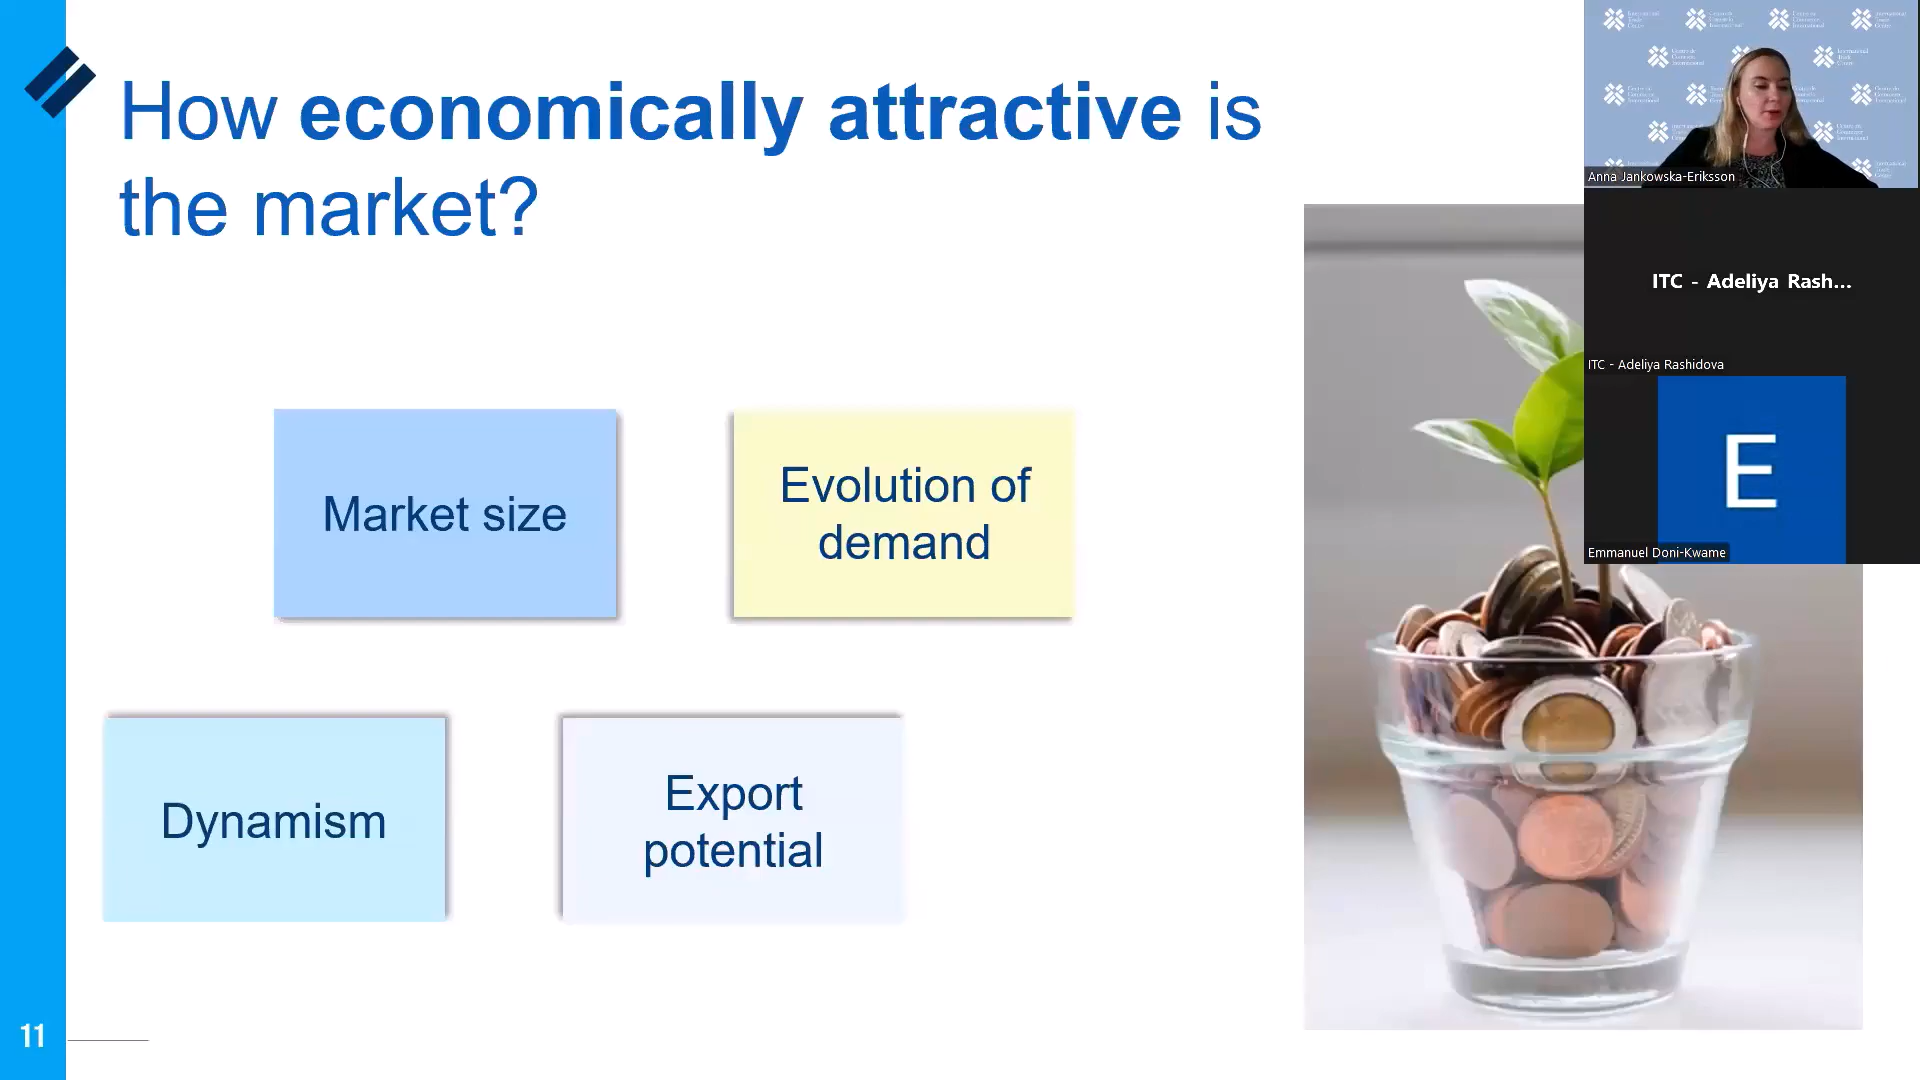 How economically attractive is
the market?
Market size
Evolution of
demand
Dynamism
Export
potential
11
Anna Jankowska-Eriksson
ITC - Adeliya Rash...
ITC - Adeliya Rashidova
E
Emmanuel Doni-Kwame